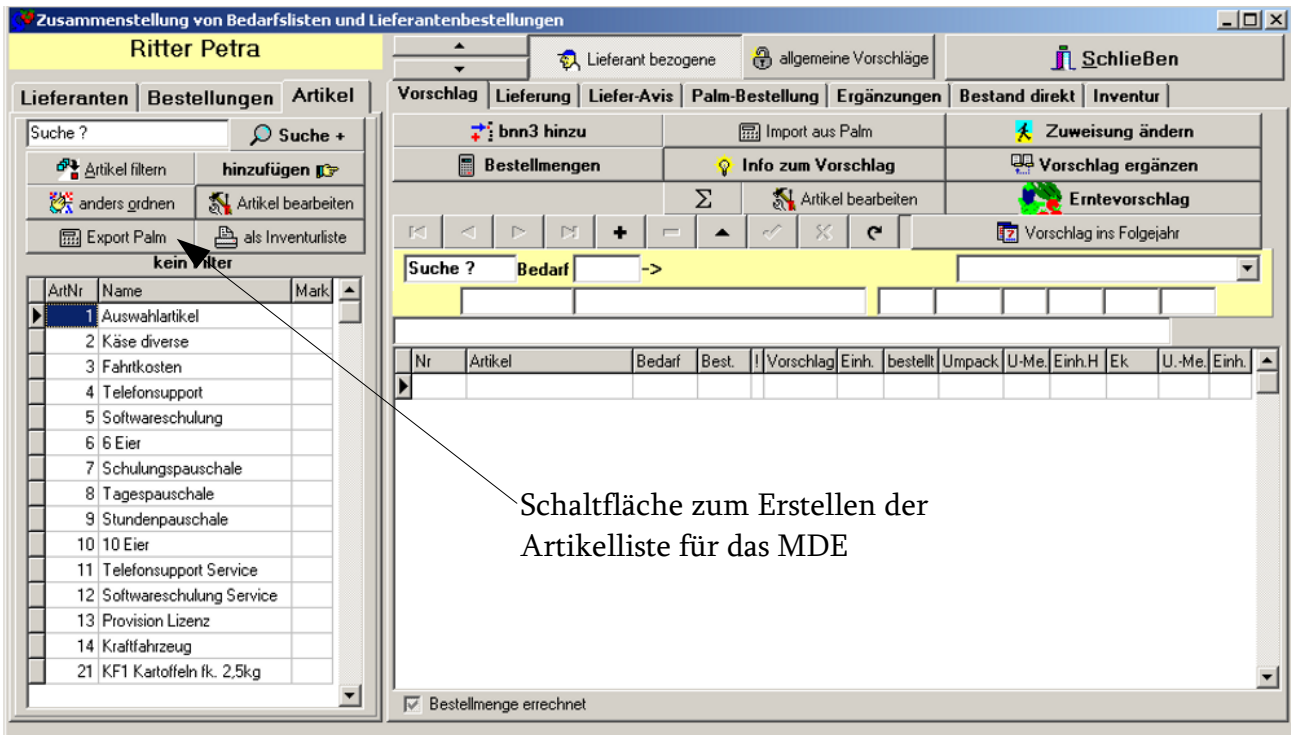 Zusammenstellung von Bedarfslisten und Lieferantenbestellungen
Ritter Petra
Lieferant bezogene
allgemeine Vorschläge
Schließen
Lieferanten
Bestellungen
Artikel
Suche ?
Suche +
Artikel filtern
hinzufügen
anders ordnen
Artikel bearbeiten
Export Palm
als Inventurliste
kein Filter
ArtNr Name Mark
1 Auswahlartikel
2 Käse diverse
3 Fahrtkosten
4 Telefonsupport
5 Softwareschulung
6 6 Eier
7 Schulungspauschale
8 Tagespauschale
9 Stundenpauschale
10 10 Eier
11 Telefonsupport Service
12 Softwareschulung Service
13 Provision Lizenz
14 Kraftfahrzeug
21 KF1 Kartoffeln fk. 2,5kg
Vorschlag
Lieferung
Liefer-Avis
Palm-Bestellung
Ergänzungen
Bestand direkt
Inventur
bnn3 hinzu
Import aus Palm
Zuweisung ändern
Bestellmengen
Info zum Vorschlag
Vorschlag ergänzen
Σ
Artikel bearbeiten
Erntevorschlag
Vorschlag ins Folgejahr
Suche ? Bedarf ->
Nr Artikel Bedarf Best. ! Vorschlag Einh. bestellt Umpack U-Me. Einh.H Ek U.-Me. Einh.
Schaltfläche zum Erstellen der
Artikelliste für das MDE
Bestellmenge errechnet